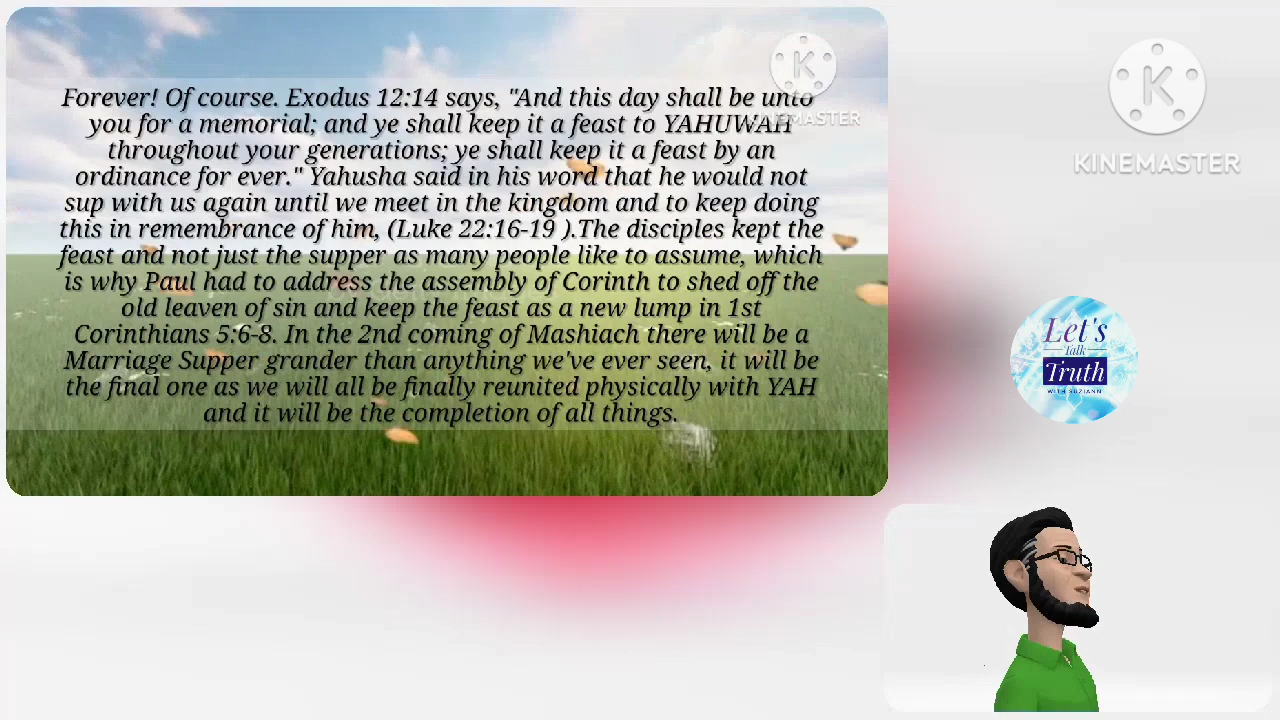 Forever! Of course. Exodus 12:14 says, "And this day shall be unto
you for a memorial; and ye shall keep it a feast to YAHUWAH
throughout your generations; ye shall keep it a feast by an
ordinance for ever." Yahusha said in his word that he would not
sup with us again until we meet in the kingdom and to keep doing
this in remembrance of him, (Luke 22:16-19 ).The disciples kept the
feast and not just the supper as many people like to assume, which
is why Paul had to address the assembly of Corinth to shed off the
old leaven of sin and keep the feast as a new lump in 1st
Corinthians 5:6-8. In the 2nd coming of Mashiach there will be a
Marriage Supper grander than anything we've ever seen, it will be
the final one as we will all be finally reunited physically with YAH
and it will be the completion of all things.
K
KINEMASTER
K
KINEMASTER
Let's
Talk
Truth
WITH SUZIANN